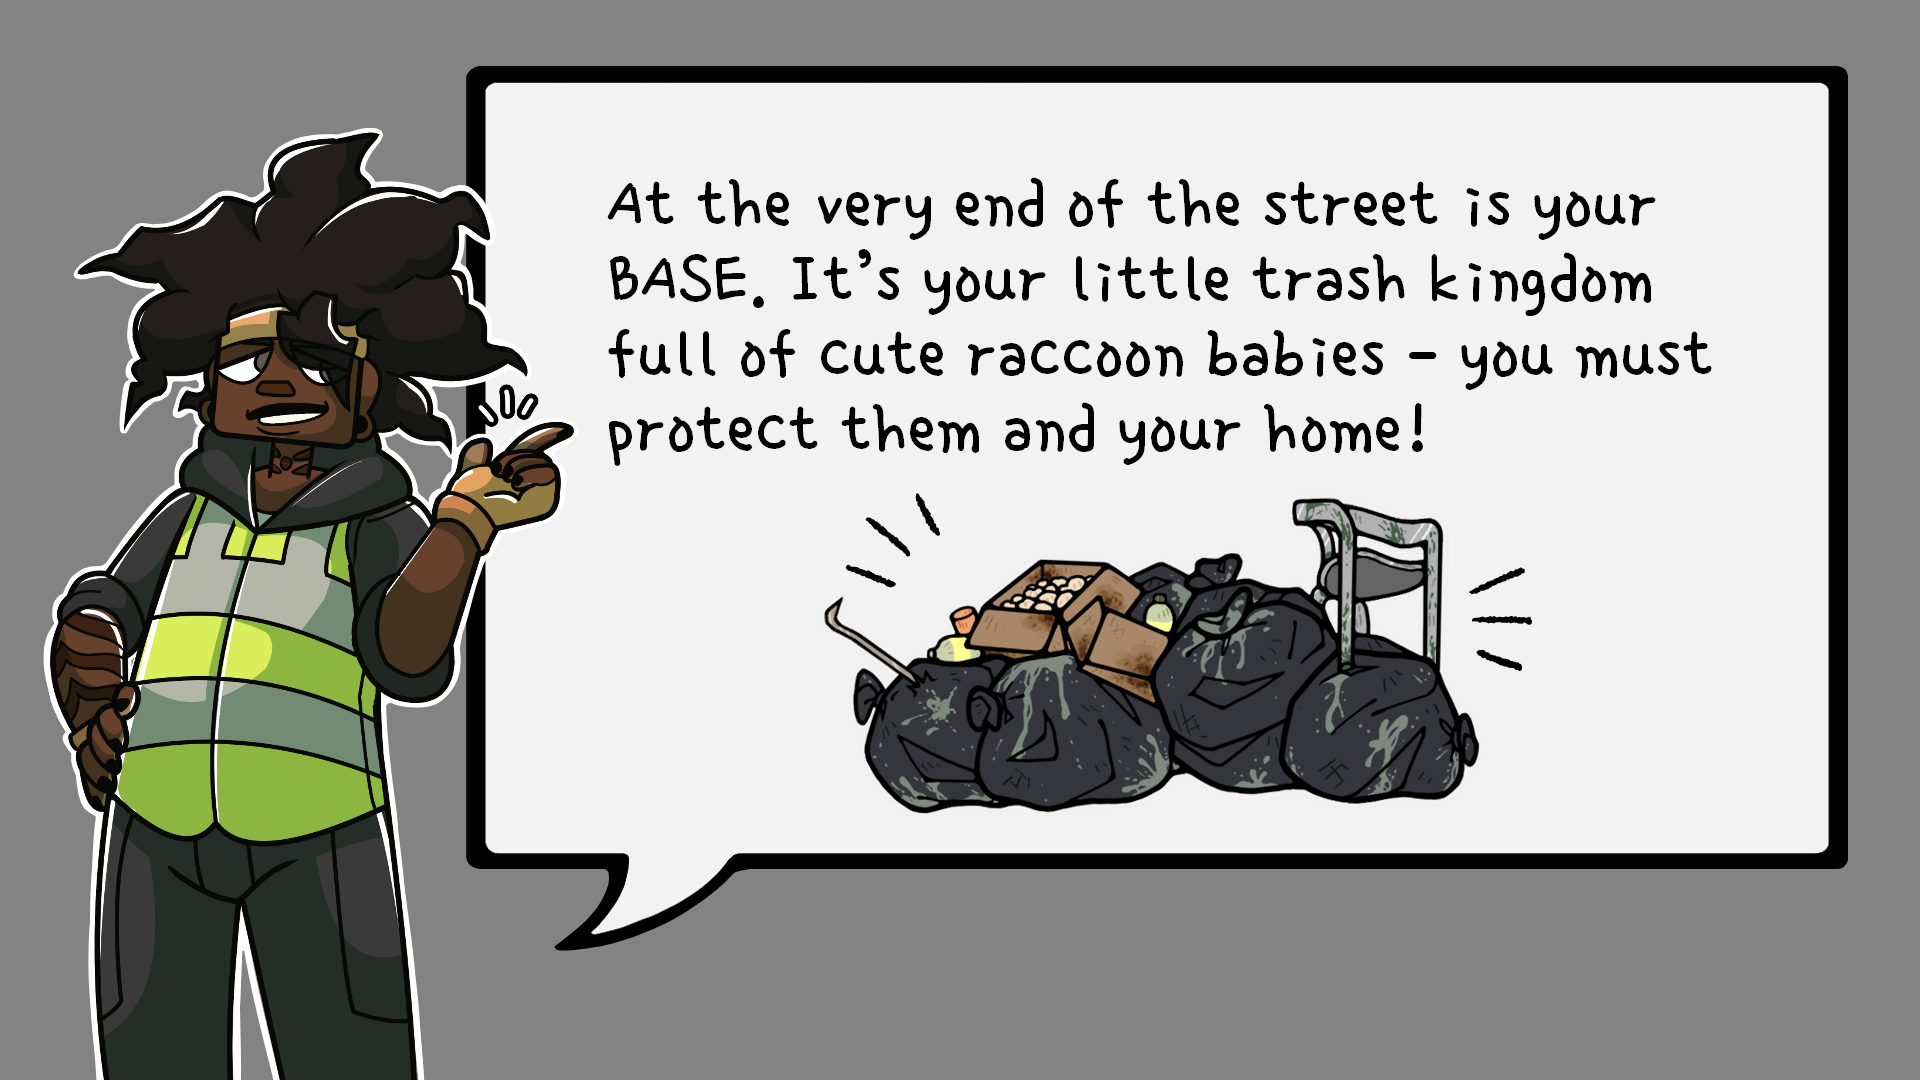 At the very end of the street is your
BASE. It's your little trash kingdom
full of cute raccoon babies - you must
protect them and your home!